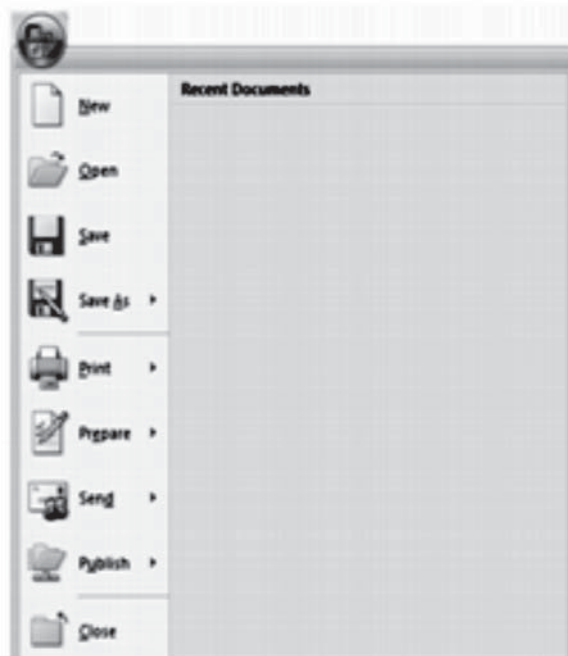 Recent Documents
New
Open
Save
Save As
Print
Prepare
Send
Publish
Close